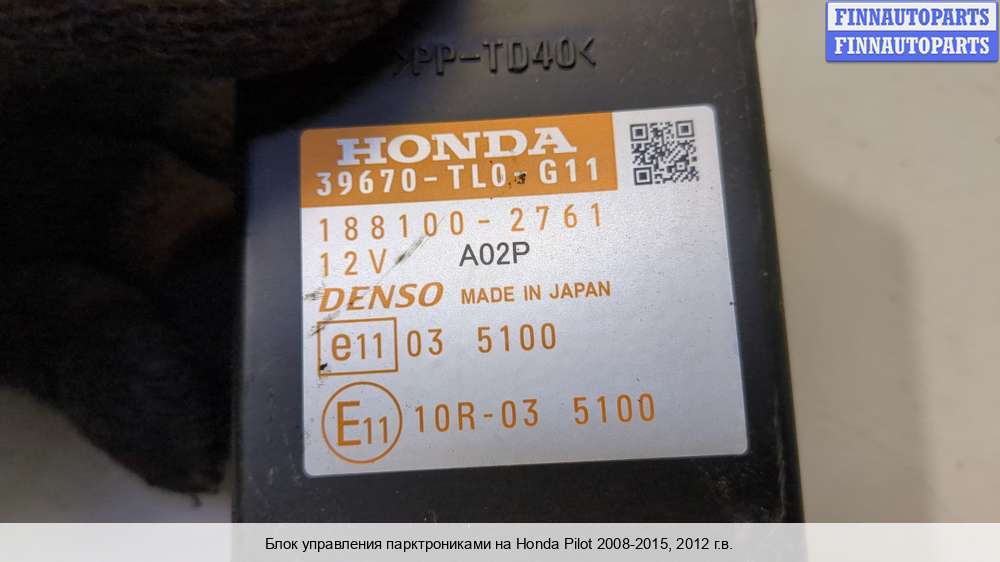 FINNAUTOPARTS
FINNAUTOPARTS
>PP-TD40<
HONDA
39670-TL0-G11
188100-2761
12V A02P
DENSO MADE IN JAPAN
e11 03 5100
E11 10R-03 5100
Блок управления парктрониками на Honda Pilot 2008-2015, 2012 г.в.